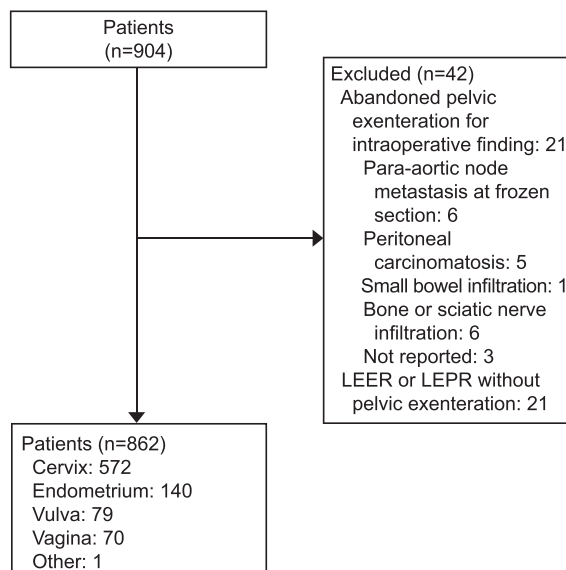 Patients
(n=904)
Excluded (n=42)
Abandoned pelvic
exenteration for
intraoperative finding: 21
Para-aortic node
metastasis at frozen
section: 6
Peritoneal
carcinomatosis: 5
Small bowel infiltration: 1
Bone or sciatic nerve
infiltration: 6
Not reported: 3
LEER or LEPR without
pelvic exenteration: 21
Patients (n=862)
Cervix: 572
Endometrium: 140
Vulva: 79
Vagina: 70
Other: 1